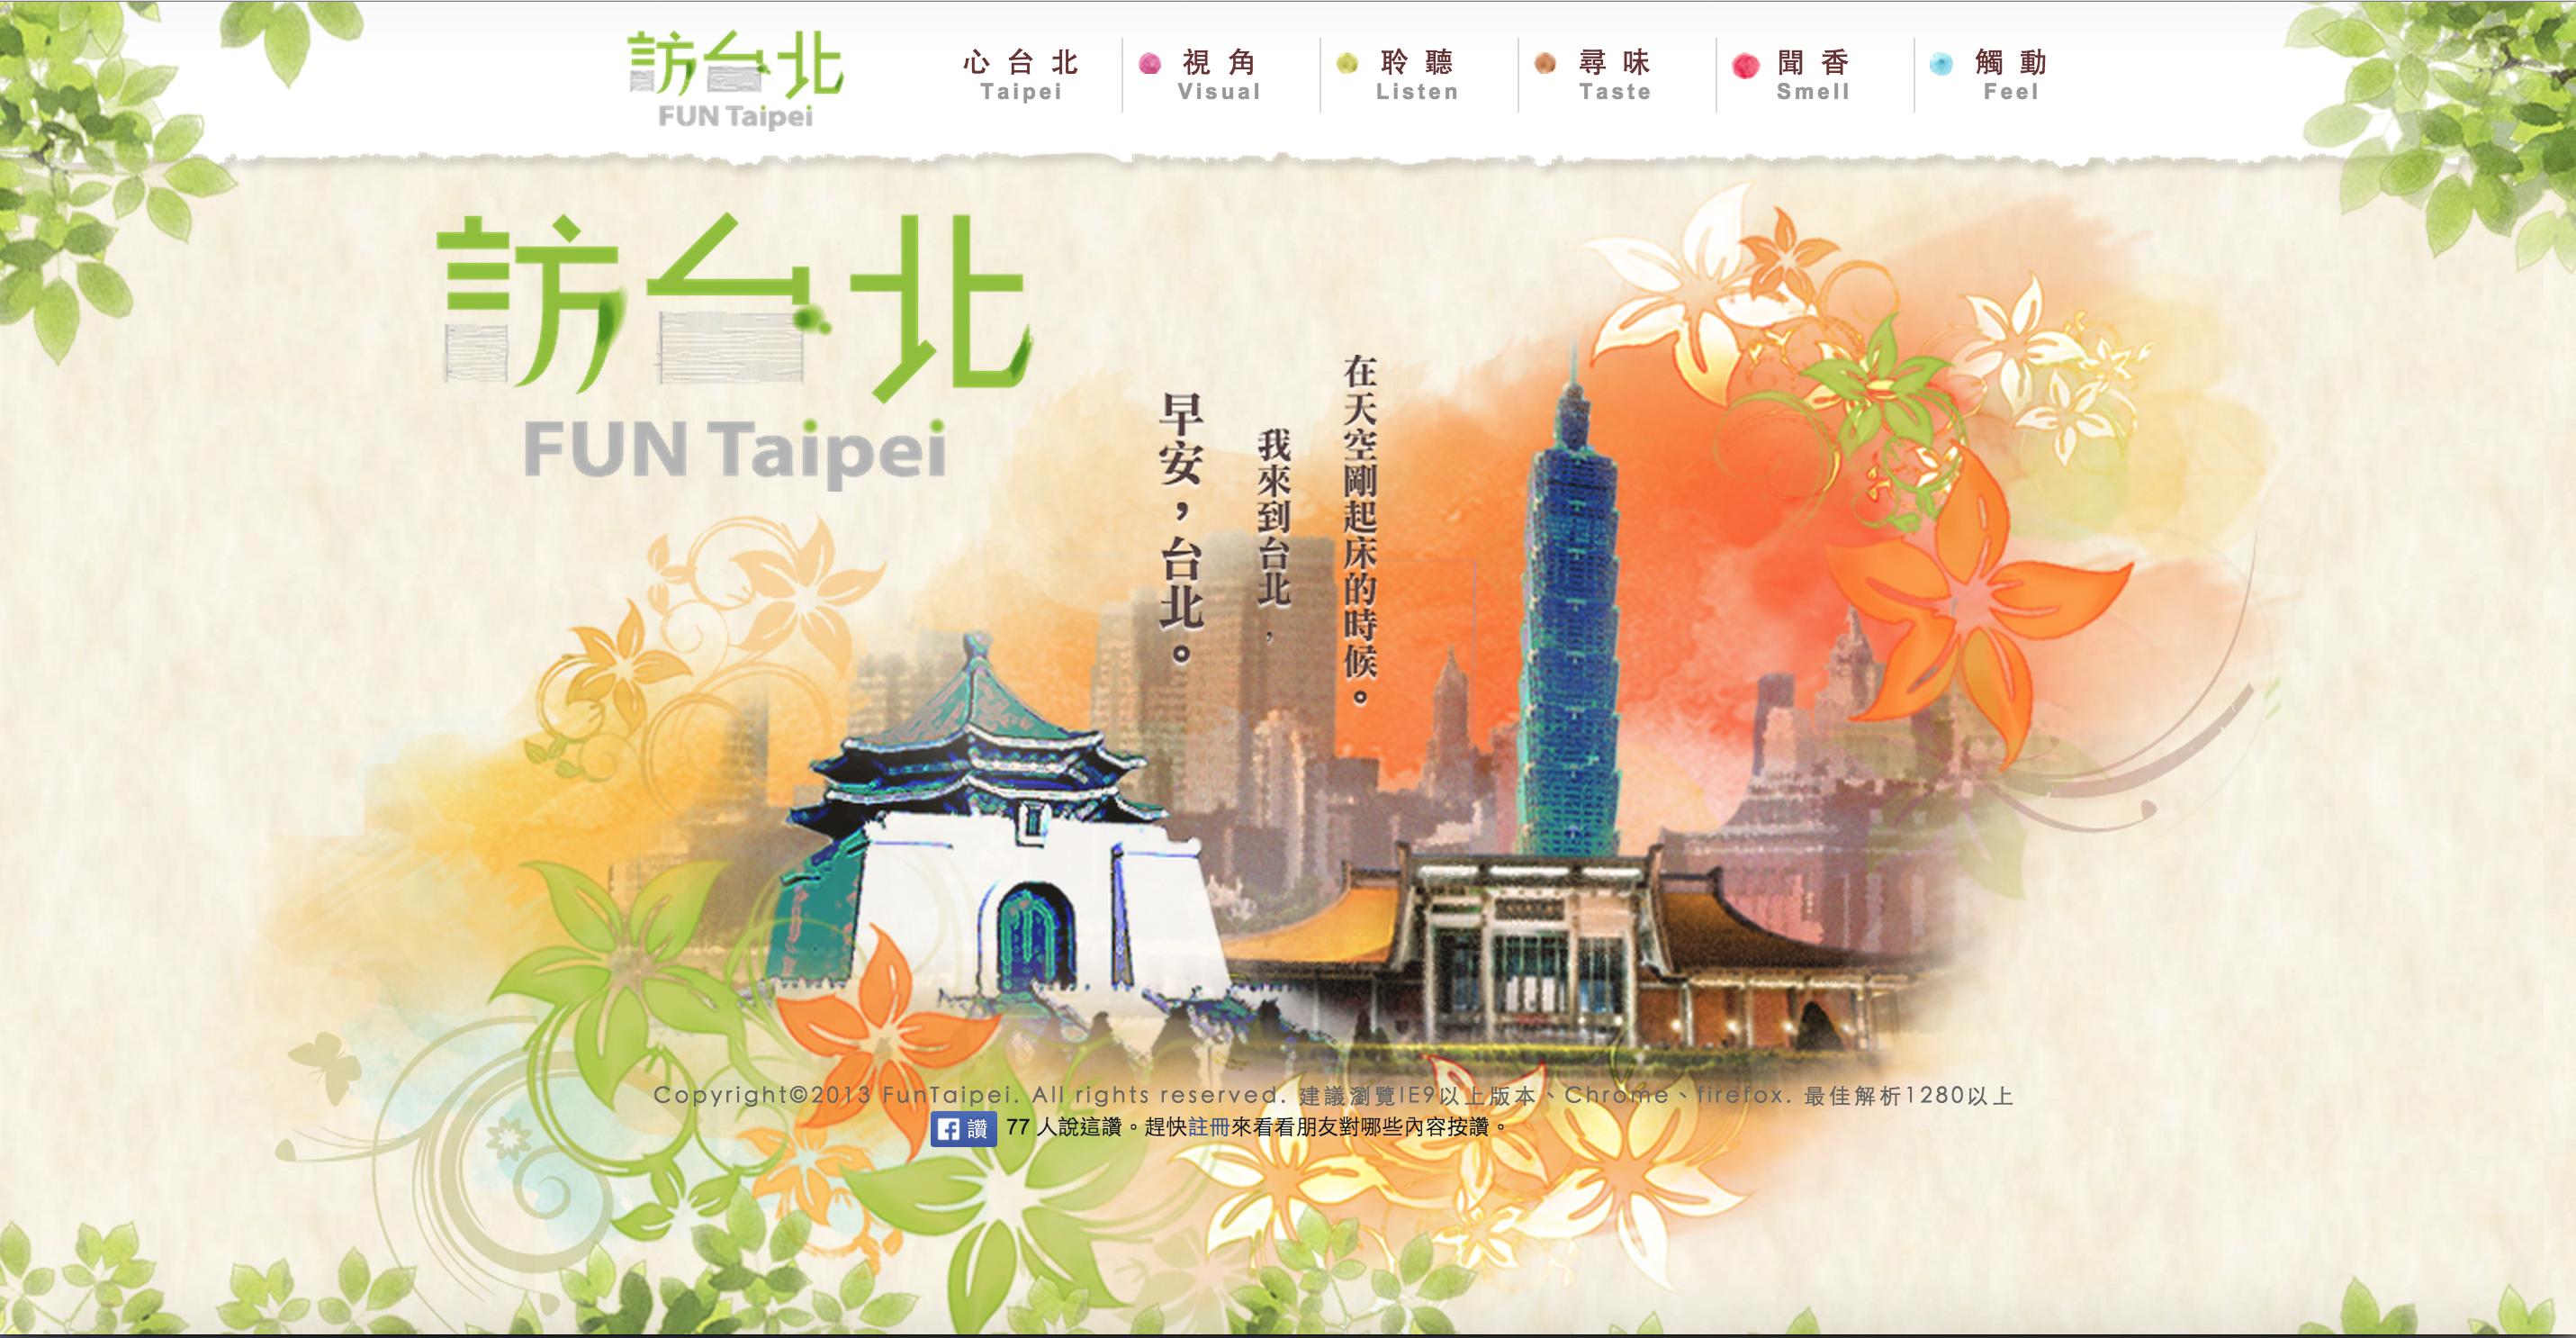 訪台北
FUN Taipei
心台北
Taipei
視角
Visual
聆聽
Listen
尋味
Taste
聞香
Smell
觸動
Feel
訪台北
FUN Taipei
在天空剛起床的時候。
我來到台北，
早安，台北。
Copyright©2013 FunTaipei. All rights reserved. 建議瀏覽IE9以上版本、Chrome、firefox. 最佳解析1280以上
讚 77 人說這讚。趕快註冊來看看朋友對哪些內容按讚。